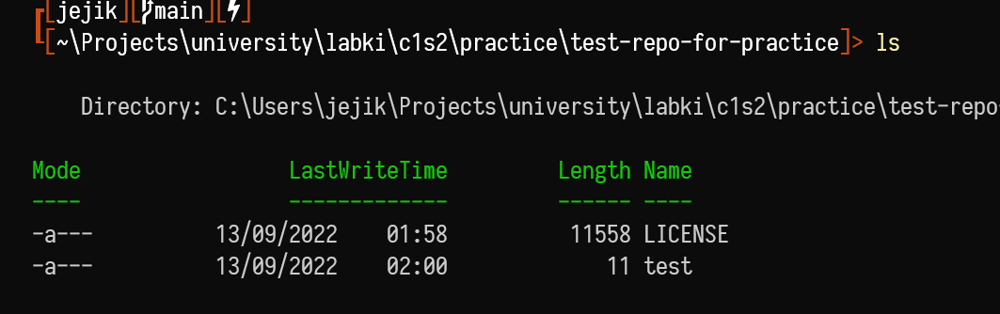 [jejik][main][⚡]
[~\Projects\university\labki\c1s2\practice\test-repo-for-practice]> ls
Directory: C:\Users\jejik\Projects\university\labki\c1s2\practice\test-repo-
Mode LastWriteTime Length Name
---- ------------- ------ ----
-a--- 13/09/2022 01:58 11558 LICENSE
-a--- 13/09/2022 02:00 11 test